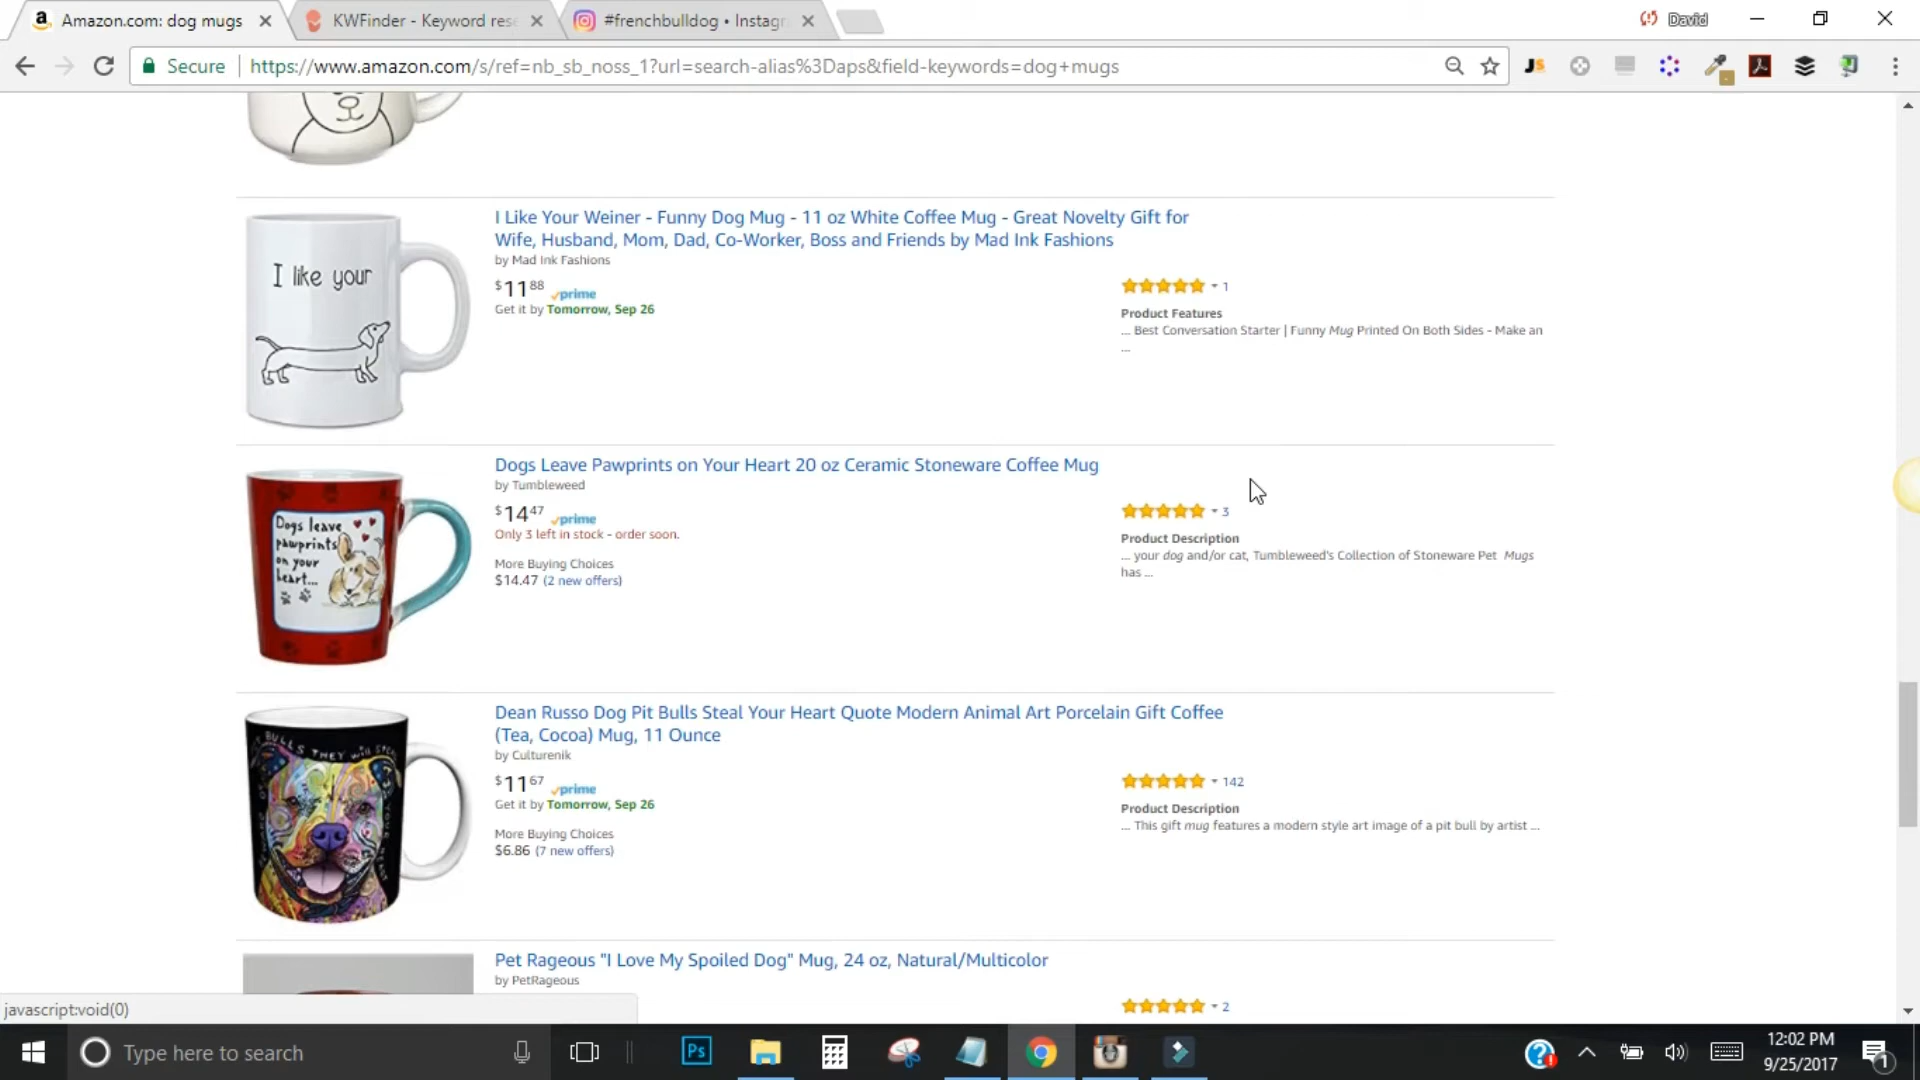 Amazon.com: dog mugs
KWFinder - Keyword rese
#frenchbulldog • Instagr
David
Secure
https://www.amazon.com/s/ref=nb_sb_noss_1?url=search-alias%3Daps&field-keywords=dog+mugs
JS
I Like Your Weiner - Funny Dog Mug - 11 oz White Coffee Mug - Great Novelty Gift for
Wife, Husband, Mom, Dad, Co-Worker, Boss and Friends by Mad Ink Fashions
by Mad Ink Fashions
$11 88 prime
Get it by Tomorrow, Sep 26
1
Product Features
... Best Conversation Starter | Funny Mug Printed On Both Sides - Make an
...
I like your
Dogs Leave Pawprints on Your Heart 20 oz Ceramic Stoneware Coffee Mug
by Tumbleweed
$14 47 prime
Only 3 left in stock - order soon.
More Buying Choices
$14.47 (2 new offers)
3
Product Description
... your dog and/or cat, Tumbleweed's Collection of Stoneware Pet Mugs
has ...
Dogs leave
pawprints
on your
heart...
Dean Russo Dog Pit Bulls Steal Your Heart Quote Modern Animal Art Porcelain Gift Coffee
(Tea, Cocoa) Mug, 11 Ounce
by Culturenik
$11 67 prime
Get it by Tomorrow, Sep 26
More Buying Choices
$6.86 (7 new offers)
142
Product Description
... This gift mug features a modern style art image of a pit bull by artist ...
BULLS THEY WILL STEAL
Pet Rageous "I Love My Spoiled Dog" Mug, 24 oz, Natural/Multicolor
by PetRageous
2
javascript:void(0)
Type here to search
Ps
12:02 PM
9/25/2017
1